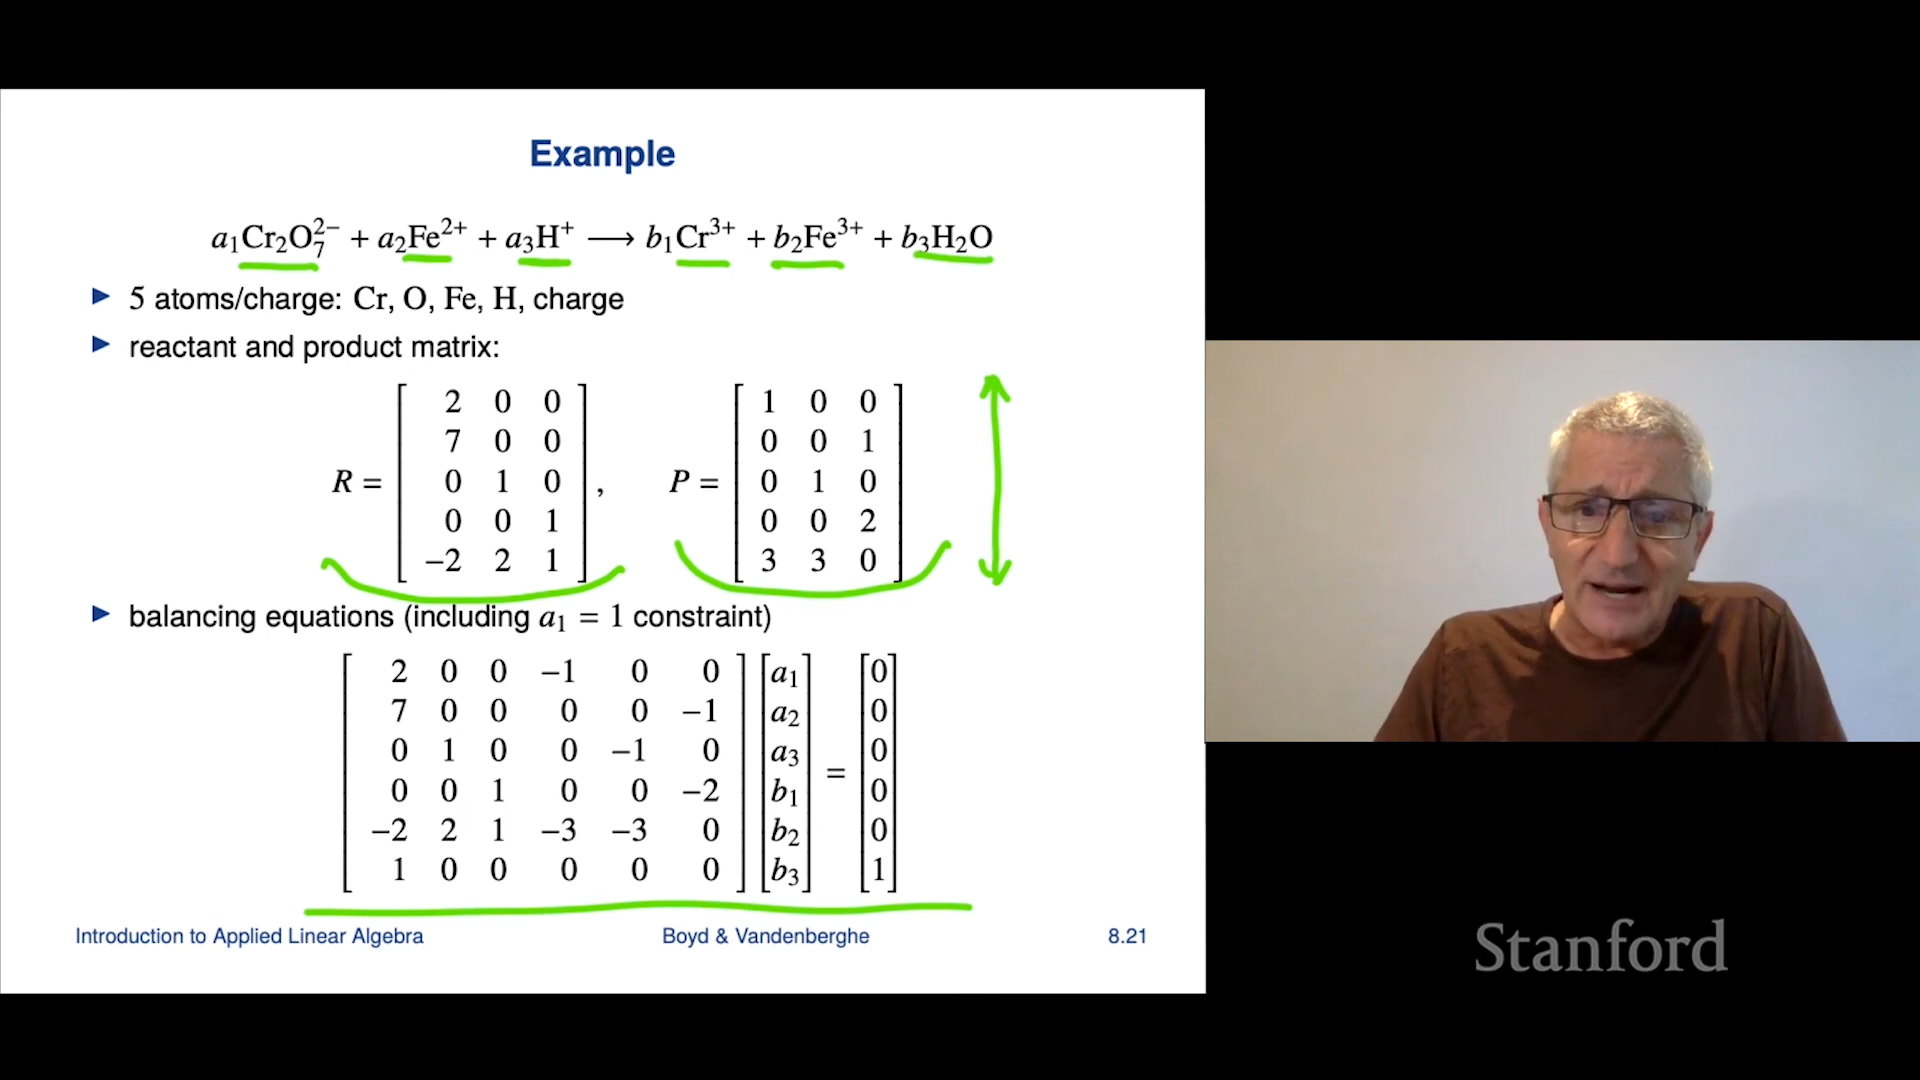 Example
a₁Cr₂O₇²⁻ + a₂Fe²⁺ + a₃H⁺ ⟶ b₁Cr³⁺ + b₂Fe³⁺ + b₃H₂O
▶ 5 atoms/charge: Cr, O, Fe, H, charge
▶ reactant and product matrix:
R = [ 2 0 0 ; 7 0 0 ; 0 1 0 ; 0 0 1 ; −2 2 1 ], P = [ 1 0 0 ; 0 0 1 ; 0 1 0 ; 0 0 2 ; 3 3 0 ]
▶ balancing equations (including a₁ = 1 constraint)
2 0 0 −1 0 0 a₁ 0
7 0 0 0 0 −1 a₂ 0
0 1 0 0 −1 0 a₃ 0
0 0 1 0 0 −2 b₁ = 0
−2 2 1 −3 −3 0 b₂ 0
1 0 0 0 0 0 b₃ 1
Introduction to Applied Linear Algebra Boyd & Vandenberghe 8.21
Stanford